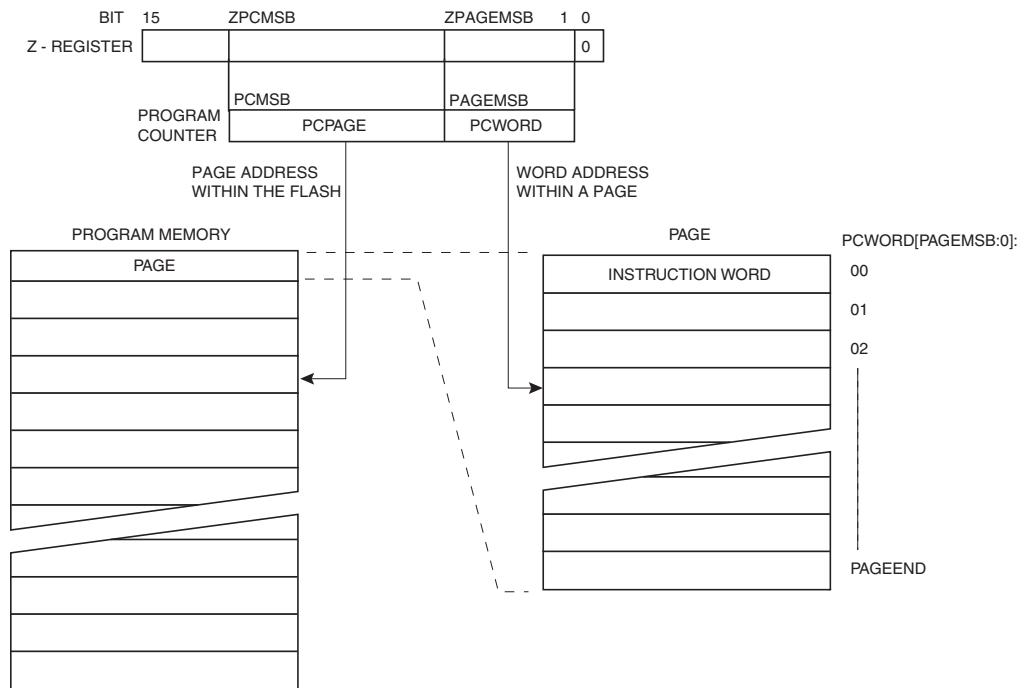 BIT 15 ZPCMSB ZPAGEMSB 1 0
Z - REGISTER 0
PCMSB PAGEMSB
PROGRAM
COUNTER
PCPAGE PCWORD
PAGE ADDRESS
WITHIN THE FLASH
WORD ADDRESS
WITHIN A PAGE
PROGRAM MEMORY
PAGE
PAGE
PCWORD[PAGEMSB:0]:
INSTRUCTION WORD
00
01
02
PAGEEND